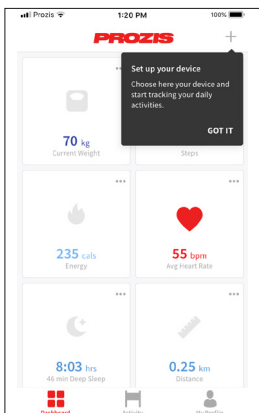 Prozis
1:20 PM
100%
PROZIS
Set up your device
Choose here your device and
start tracking your daily
activities.
GOT IT
70 kg
Current Weight
Steps
235 cals
Energy
55 bpm
Avg Heart Rate
8:03 hrs
46 min Deep Sleep
0.25 km
Distance
Dashboard
Activity
My Profile